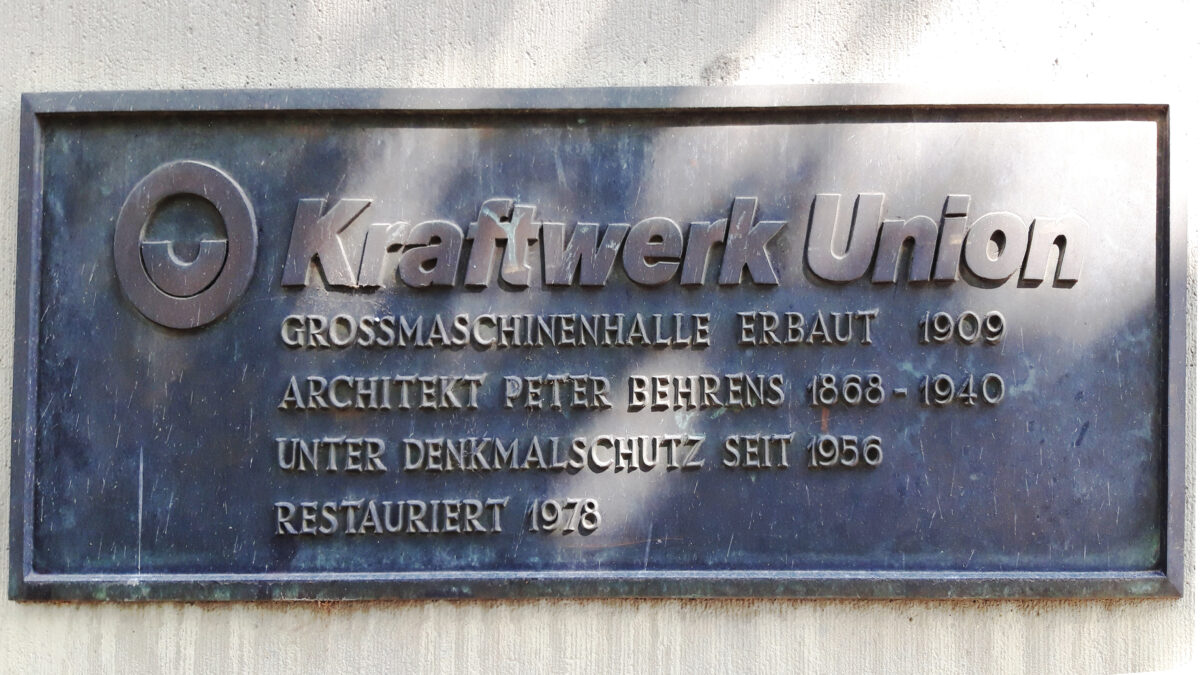 Kraftwerk Union
GROSSMASCHINENHALLE ERBAUT 1909
ARCHITEKT PETER BEHRENS 1868 - 1940
UNTER DENKMALSCHUTZ SEIT 1956
RESTAURIERT 1978